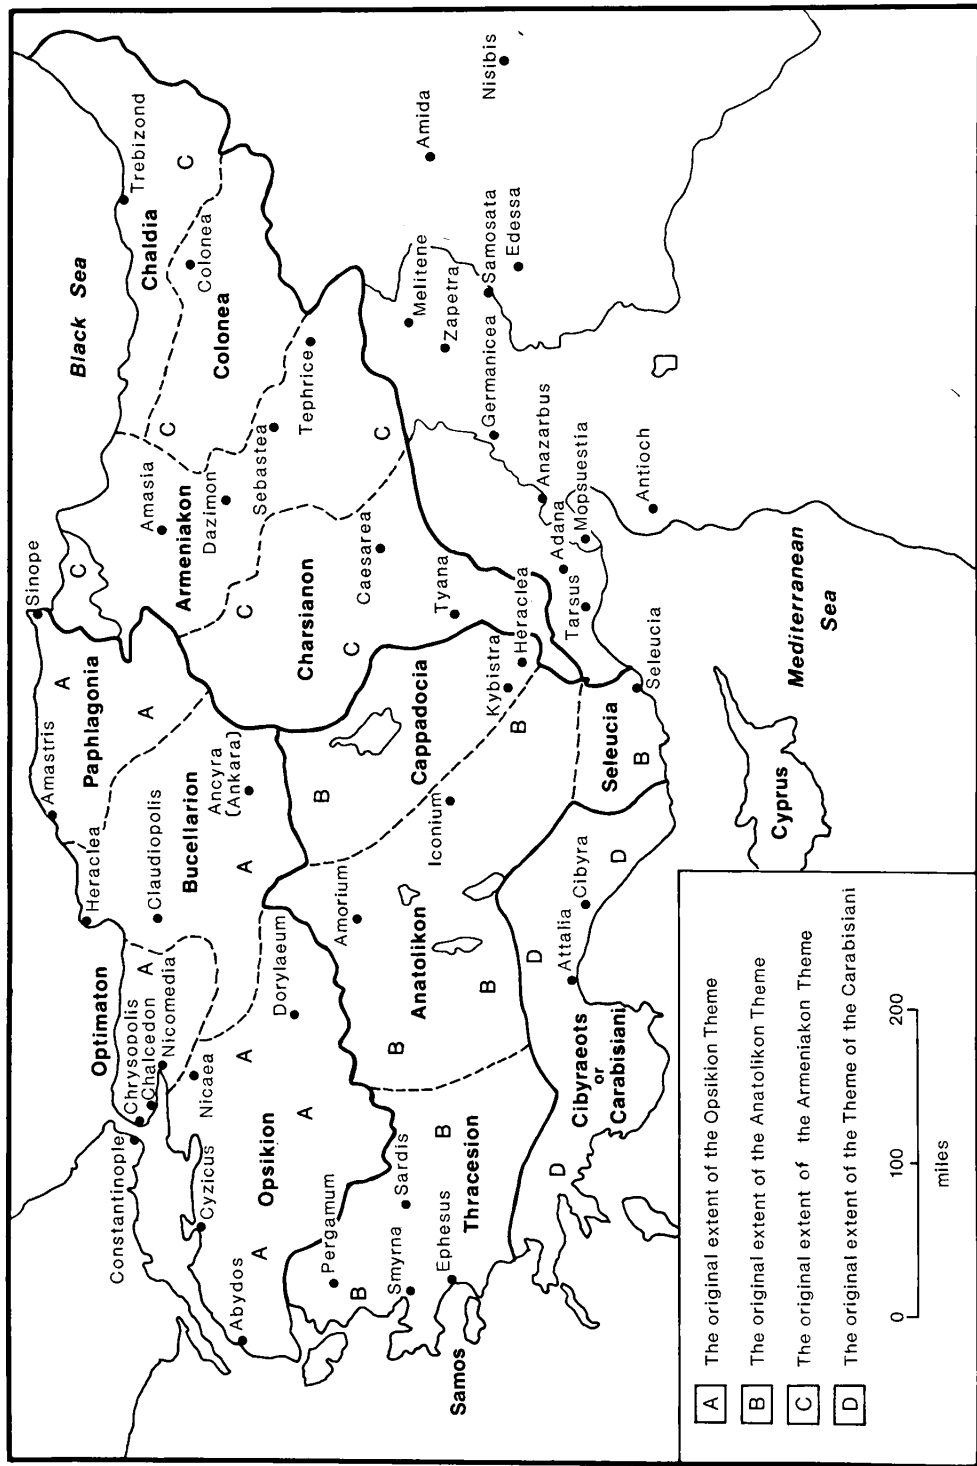 Black Sea
Mediterranean
Sea
Constantinople
Chrysopolis
Chalcedon
Nicomedia
Optimaton
A
Heraclea
Amastris
Sinope
Paphlagonia
A
A
C
Claudiopolis
Bucellarion
A
Ancyra
(Ankara)
Amasia
Armeniakon
Dazimon
C
C
Trebizond
Chaldia
C
Colonea
Colonea
Sebastea
Tephrice
C
Charsianon
C
Caesarea
Tyana
Nicaea
Cyzicus
Abydos
Opsikion
A
A
A
Dorylaeum
Pergamum
B
Smyrna
Sardis
Ephesus
B
Thracesion
Samos
Amorium
Anatolikon
B
B
Iconium
B
Cappadocia
Kybistra
Heraclea
B
Seleucia
B
Seleucia
Cibyraeots
or
Carabisiani
D
D
D
Attalia
Cibyra
Cyprus
Tarsus
Adana
Mopsuestia
Anazarbus
Germanicea
Antioch
Melitene
Zapetra
Samosata
Edessa
Amida
Nisibis
A The original extent of the Opsikion Theme
B The original extent of the Anatolikon Theme
C The original extent of the Armeniakon Theme
D The original extent of the Theme of the Carabisiani
0 100 200
miles